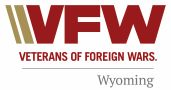 VFW
VETERANS OF FOREIGN WARS.
Wyoming